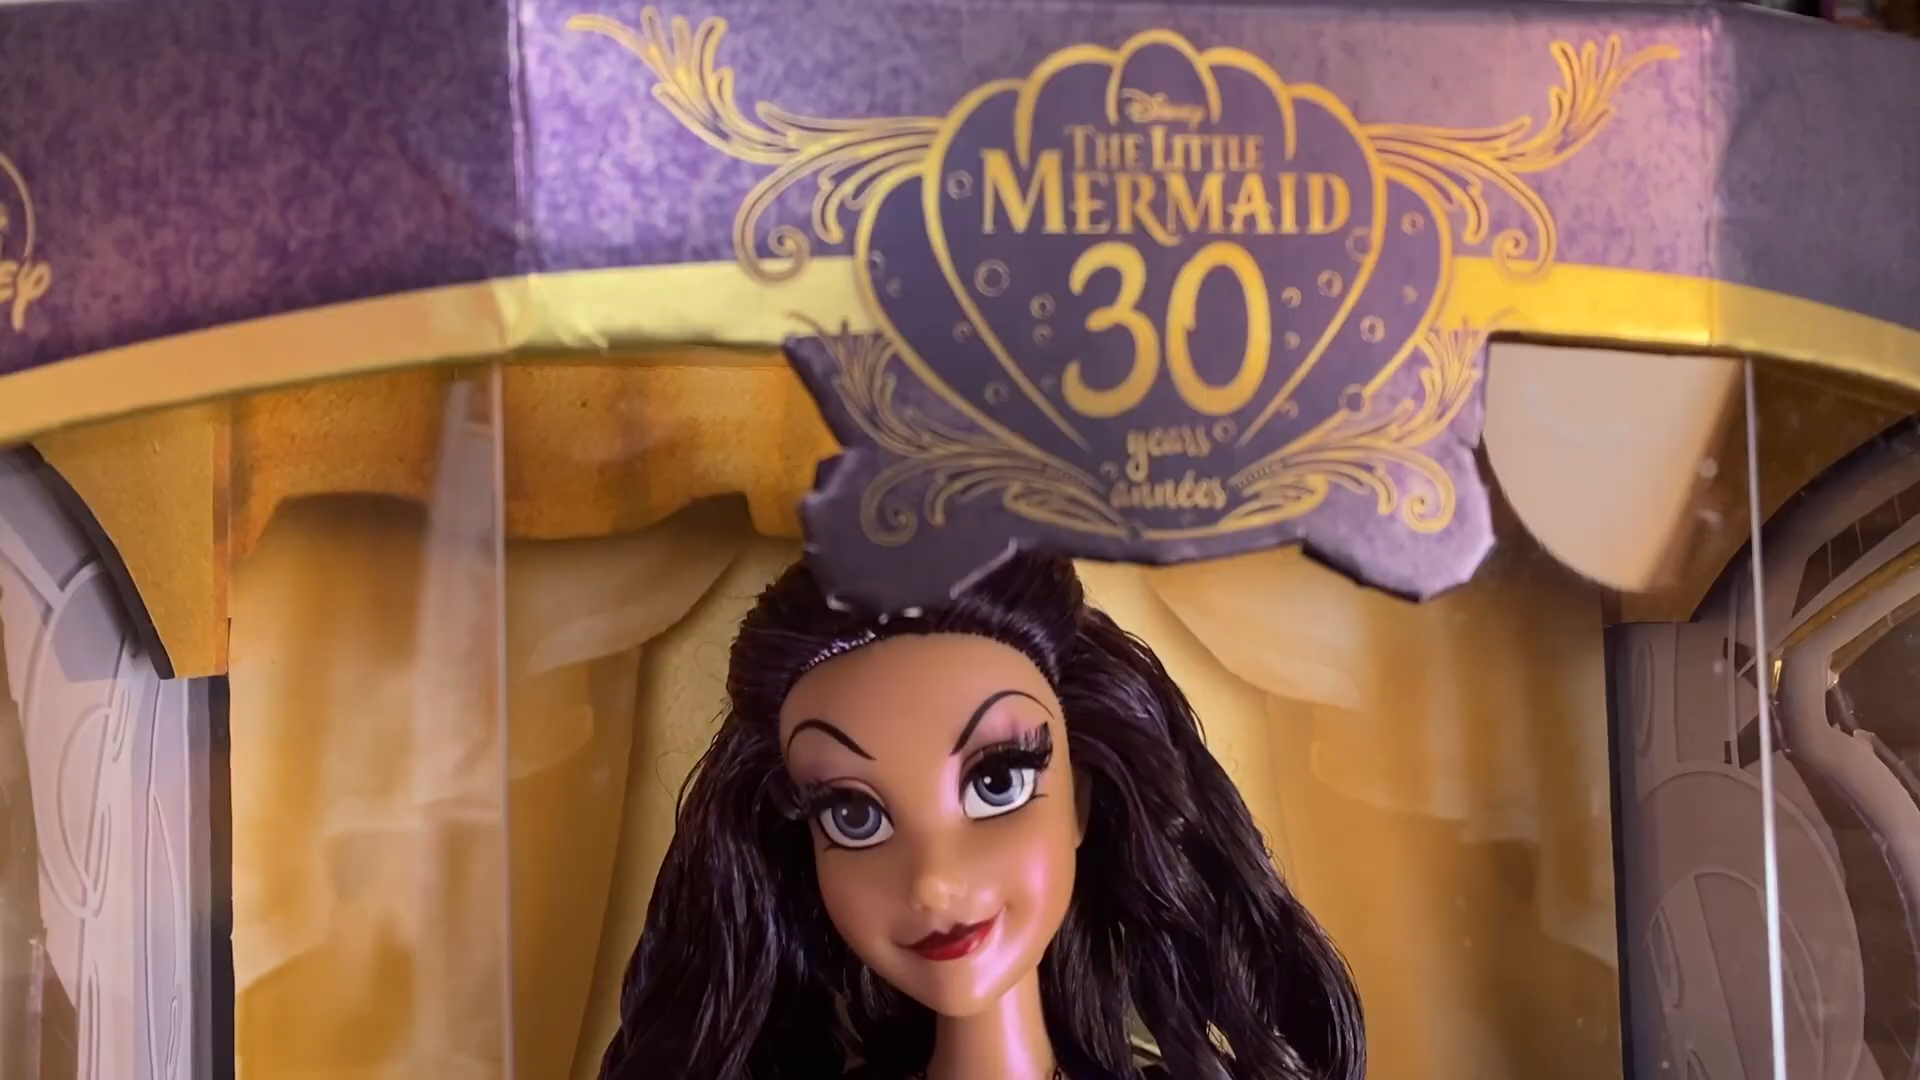 Disney
THE LITTLE
MERMAID
30
years
années